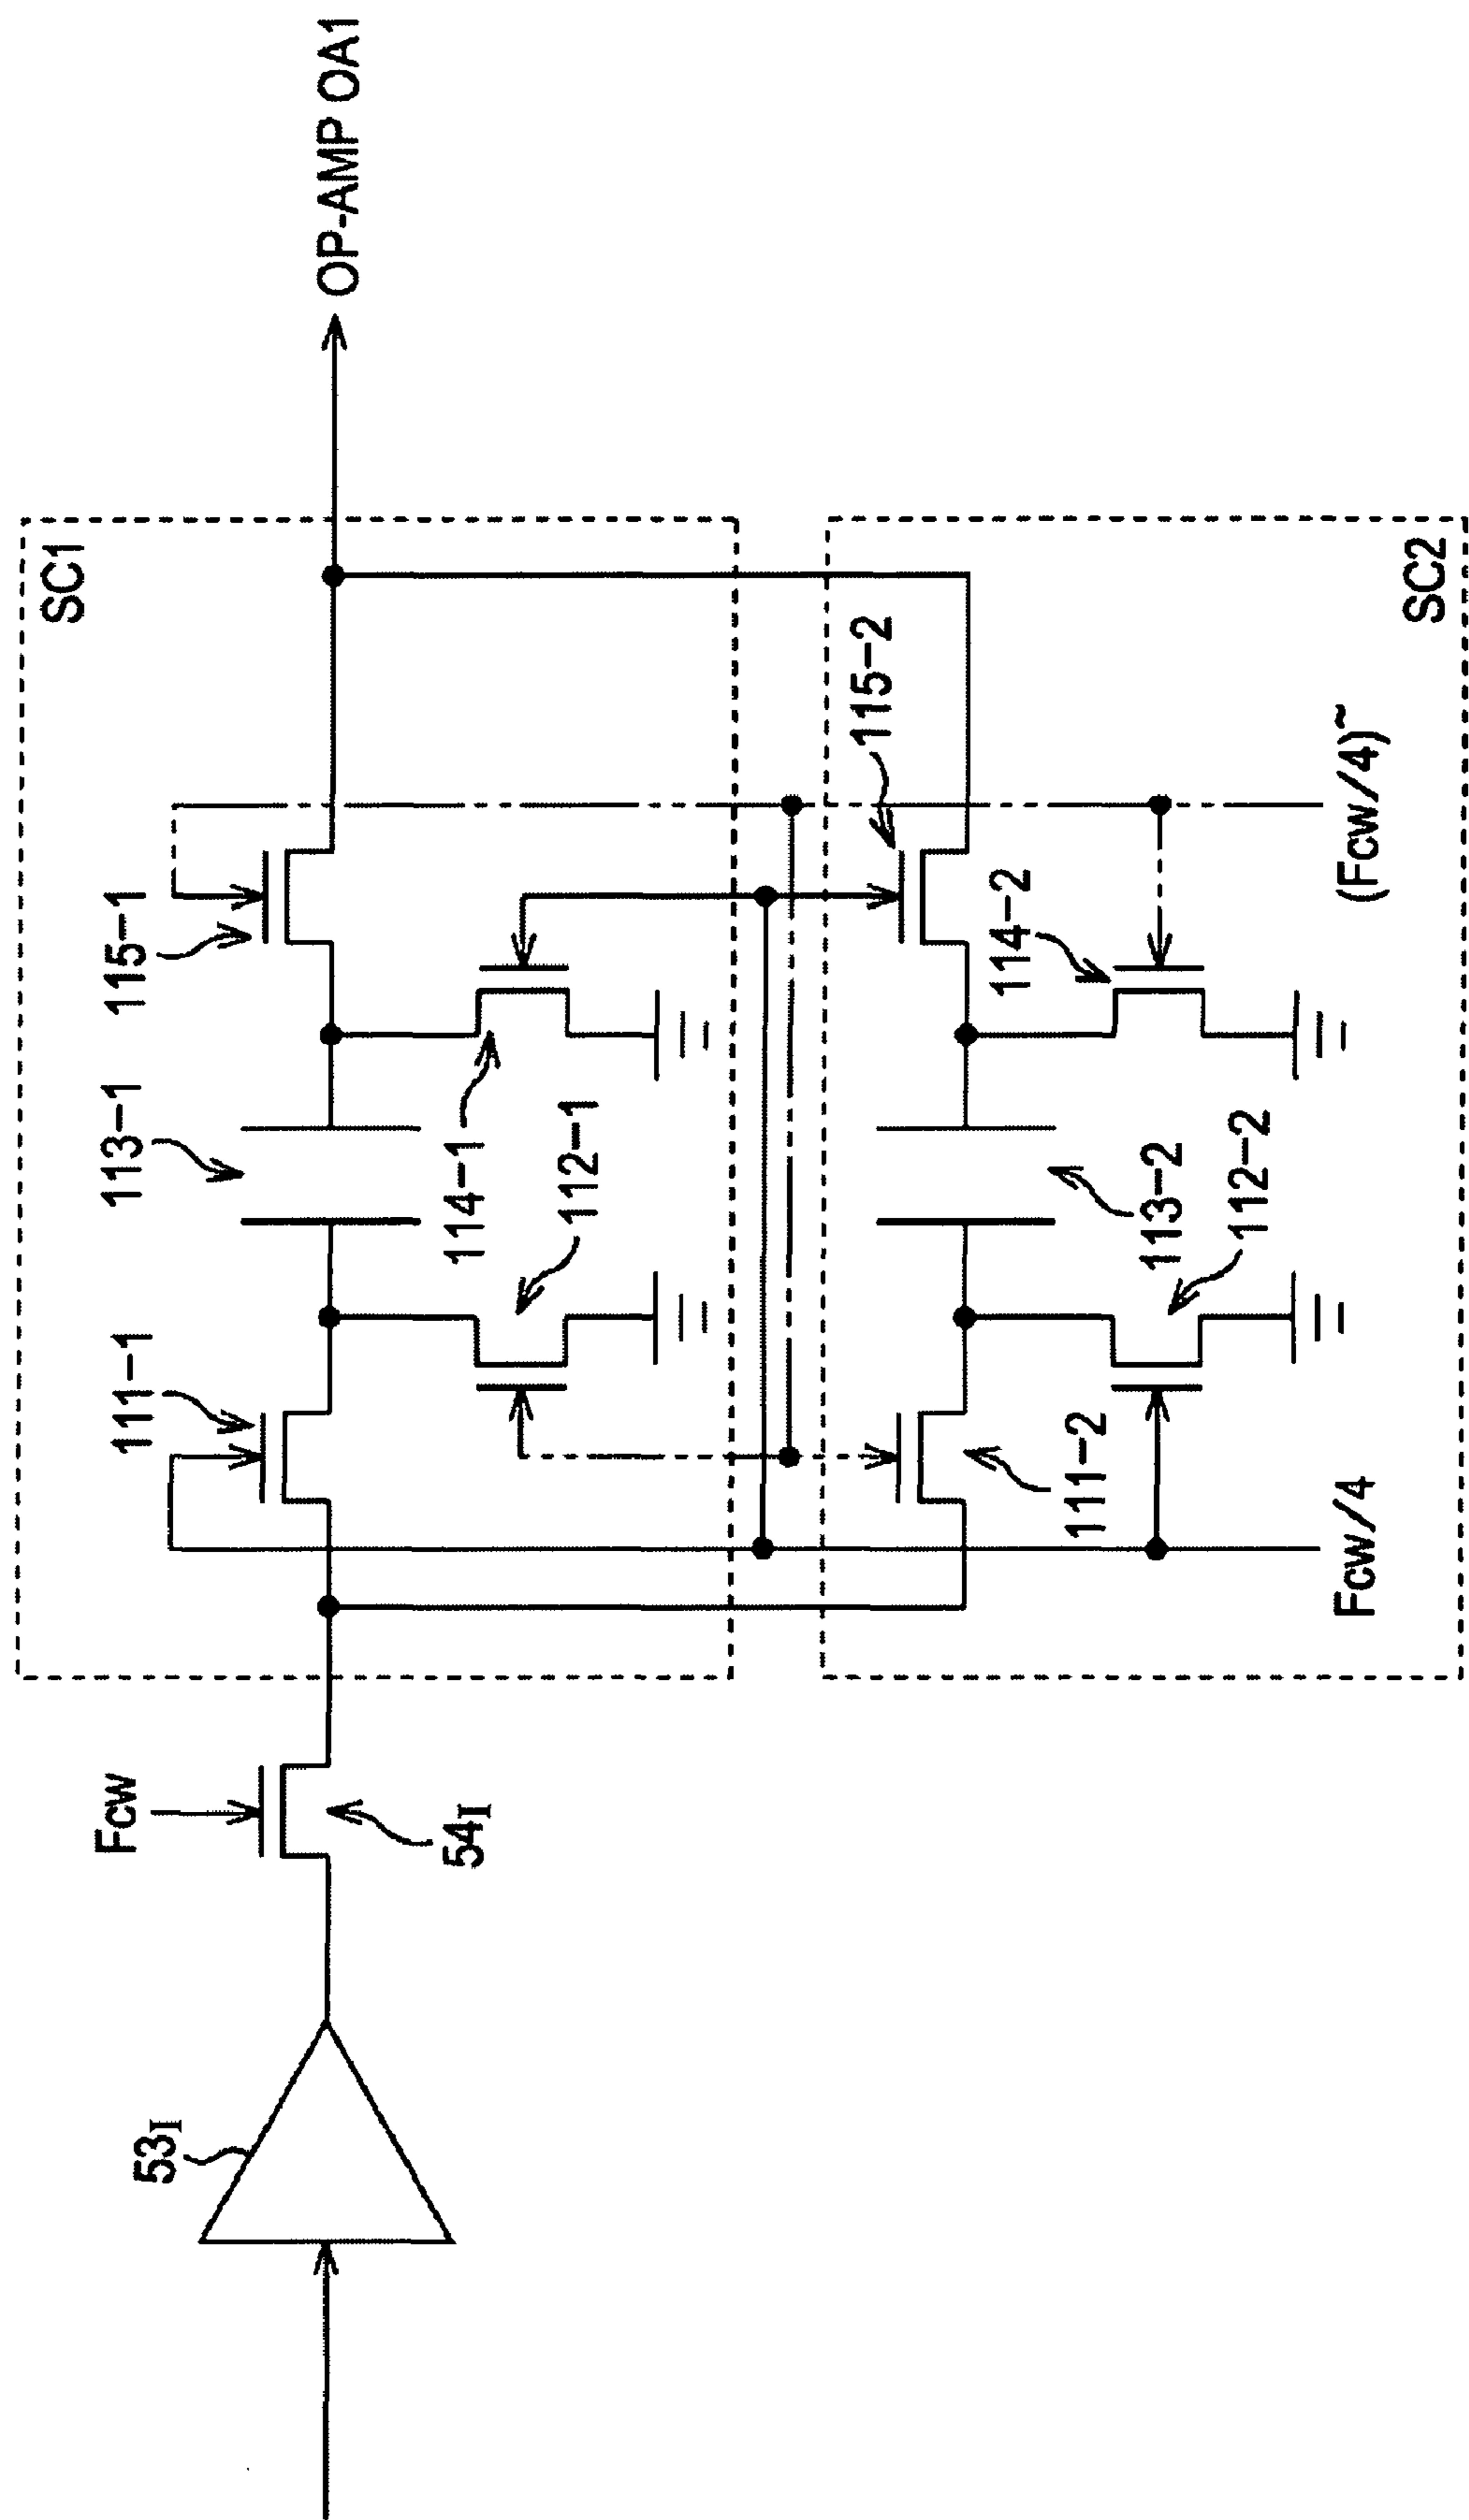 OP-AMP OA1
SC1
115-1
113-1
114-1
112-1
111-1
Fcw
54I
53I
SC2
115-2
(Fcw/4)~
114-2
113-2
112-2
111-2
Fcw/4